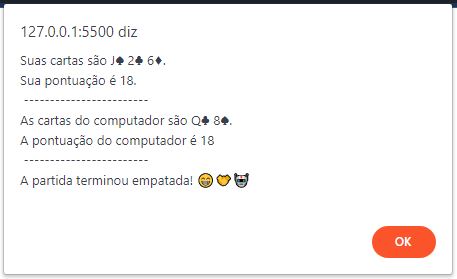 127.0.0.1:5500 diz
Suas cartas são J♠ 2♣ 6♦.
Sua pontuação é 18.
-----------------------
As cartas do computador são Q♣ 8♠.
A pontuação do computador é 18
-----------------------
A partida terminou empatada! 😁🤝🤖
OK